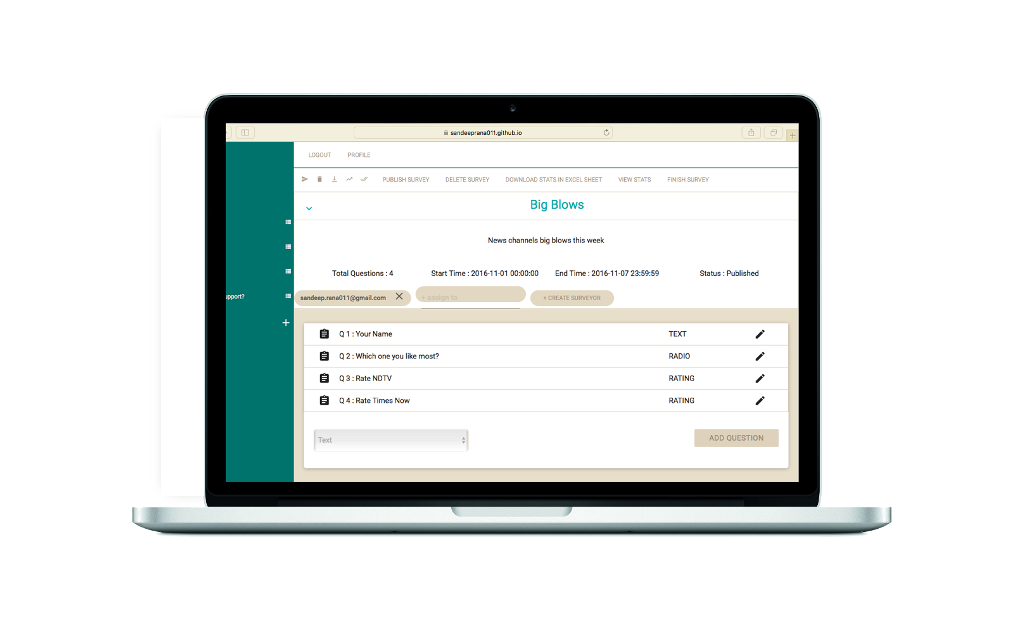 sandeeprana011.github.io
LOGOUT PROFILE
PUBLISH SURVEY DELETE SURVEY DOWNLOAD STATS IN EXCEL SHEET VIEW STATS FINISH SURVEY
Big Blows
News channels big blows this week
Total Questions : 4 Start Time : 2016-11-01 00:00:00 End Time : 2016-11-07 23:59:59 Status : Published
upport?
sandeep.rana011@gmail.com + assign to + CREATE SURVEYOR
Q 1 : Your Name TEXT
Q 2 : Which one you like most? RADIO
Q 3 : Rate NDTV RATING
Q 4 : Rate Times Now RATING
Text ADD QUESTION